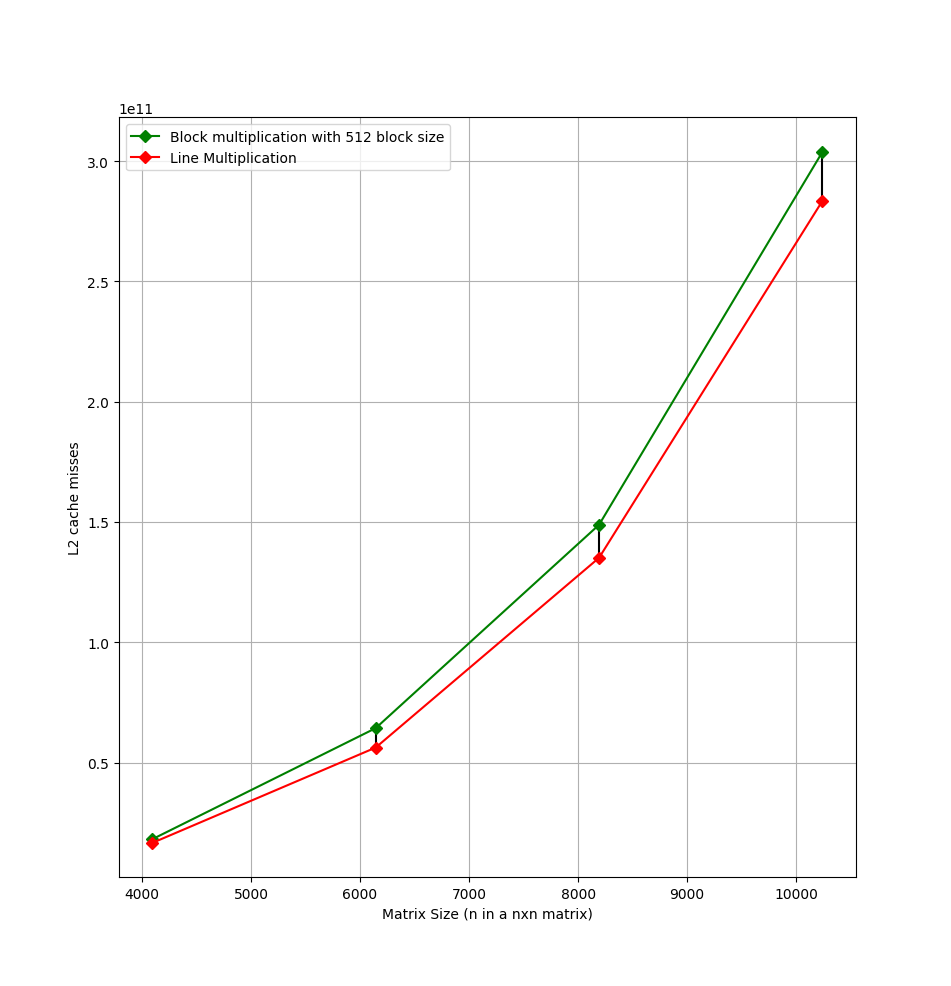 1e11
Block multiplication with 512 block size
Line Multiplication
3.0
2.5
2.0
1.5
1.0
0.5
L2 cache misses
4000 5000 6000 7000 8000 9000 10000
Matrix Size (n in a nxn matrix)